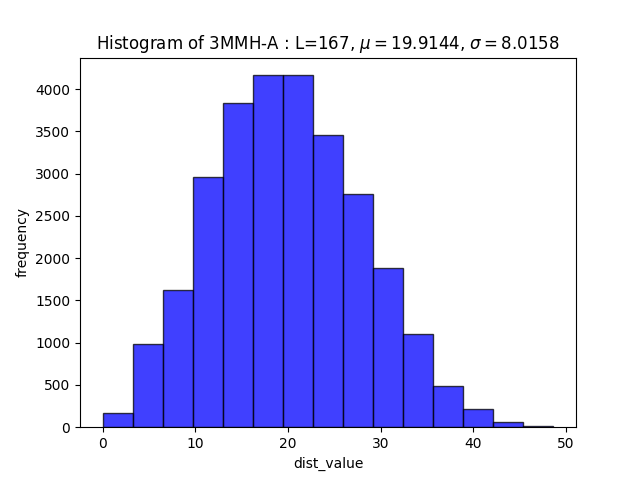 Histogram of 3MMH-A : L=167, μ = 19.9144, σ = 8.0158
frequency
4000
3500
3000
2500
2000
1500
1000
500
0
0 10 20 30 40 50
dist_value